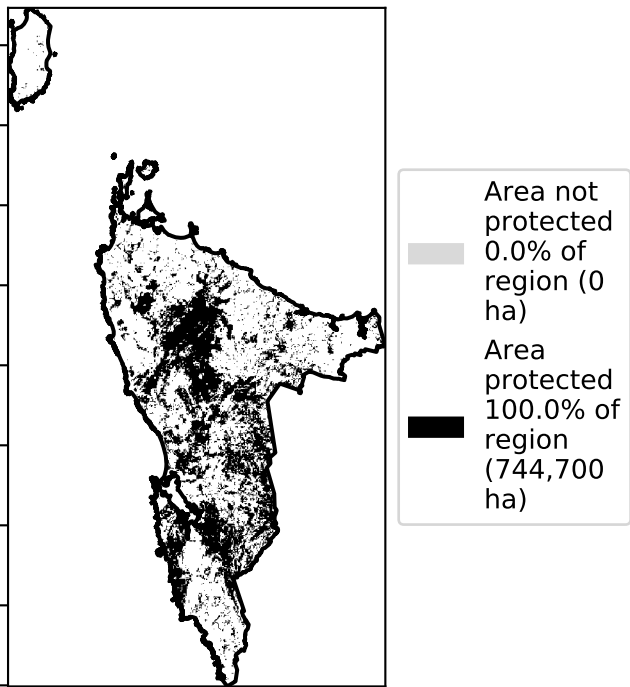 Area not
protected
0.0% of
region (0
ha)
Area
protected
100.0% of
region
(744,700
ha)